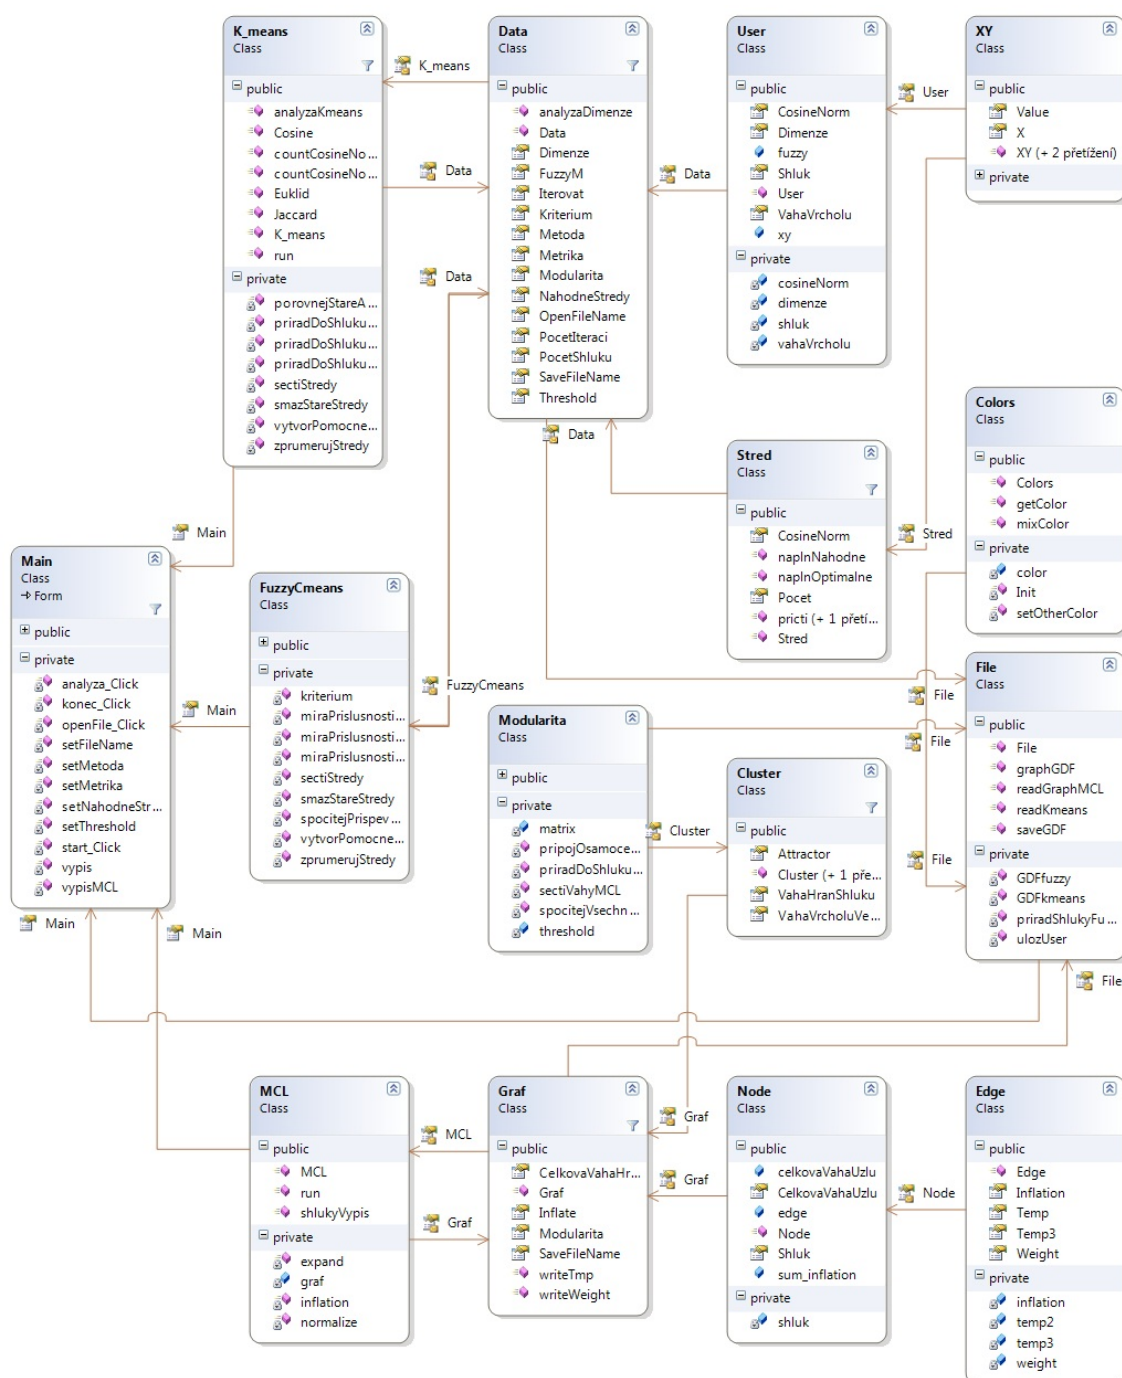 K_means
Class
public
analyzaKmeans
Cosine
countCosineNo ...
countCosineNo ...
Euklid
Jaccard
K_means
run
private
porovnejStareA ...
priradDoShluku...
priradDoShluku...
priradDoShluku...
sectiStredy
smazStareStredy
vytvorPomocne...
zprumerujStredy
K_means
Data
Data
Data
Class
public
analyzaDimenze
Data
Dimenze
FuzzyM
Iterovat
Kriterium
Metoda
Metrika
Modularita
NahodneStredy
OpenFileName
PocetIteraci
PocetShluku
SaveFileName
Threshold
Data
Data
User
Class
public
CosineNorm
Dimenze
fuzzy
Shluk
User
VahaVrcholu
xy
private
cosineNorm
dimenze
shluk
vahaVrcholu
User
XY
Class
public
Value
X
XY (+ 2 přetížení)
private
Stred
Class
public
CosineNorm
naplnNahodne
naplnOptimalne
Pocet
pricti (+ 1 přetí...
Stred
Stred
Colors
Class
public
Colors
getColor
mixColor
private
color
Init
setOtherColor
Main
Main
Class
Form
public
private
analyza_Click
konec_Click
openFile_Click
setFileName
setMetoda
setMetrika
setNahodneStr...
setThreshold
start_Click
vypis
vypisMCL
Main
FuzzyCmeans
Class
public
private
kriterium
miraPrislusnosti...
miraPrislusnosti...
miraPrislusnosti...
sectiStredy
smazStareStredy
spocitejPrispev ...
vytvorPomocne...
zprumerujStredy
FuzzyCmeans
Modularita
Class
public
private
matrix
pripojOsamoce...
priradDoShluku...
sectiVahyMCL
spocitejVsechn ...
threshold
Cluster
Cluster
Class
public
Attractor
Cluster (+ 1 pře...
VahaHranShluku
VahaVrcholuVe...
File
File
File
File
Class
public
File
graphGDF
readGraphMCL
readKmeans
saveGDF
private
GDFfuzzy
GDFkmeans
priradShlukyFu ...
ulozUser
Main
Main
File
MCL
Class
public
MCL
run
shlukyVypis
private
expand
graf
inflation
normalize
MCL
Graf
Graf
Class
public
CelkovaVahaHr...
Graf
Inflate
Modularita
SaveFileName
writeTmp
writeWeight
Graf
Graf
Node
Class
public
celkovaVahaUzlu
CelkovaVahaUzlu
edge
Node
Shluk
sum_inflation
private
shluk
Node
Edge
Class
public
Edge
Inflation
Temp
Temp3
Weight
private
inflation
temp2
temp3
weight